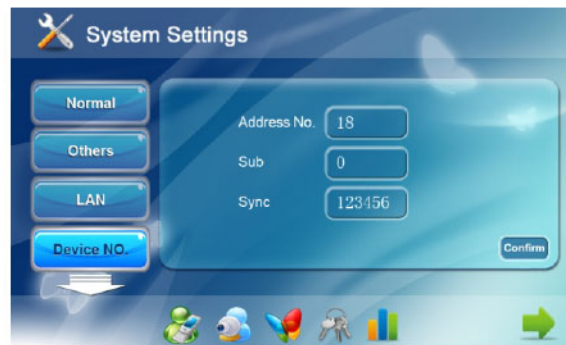 System Settings
Normal
Others
LAN
Device NO.
Address No. 18
Sub 0
Sync 123456
Confirm